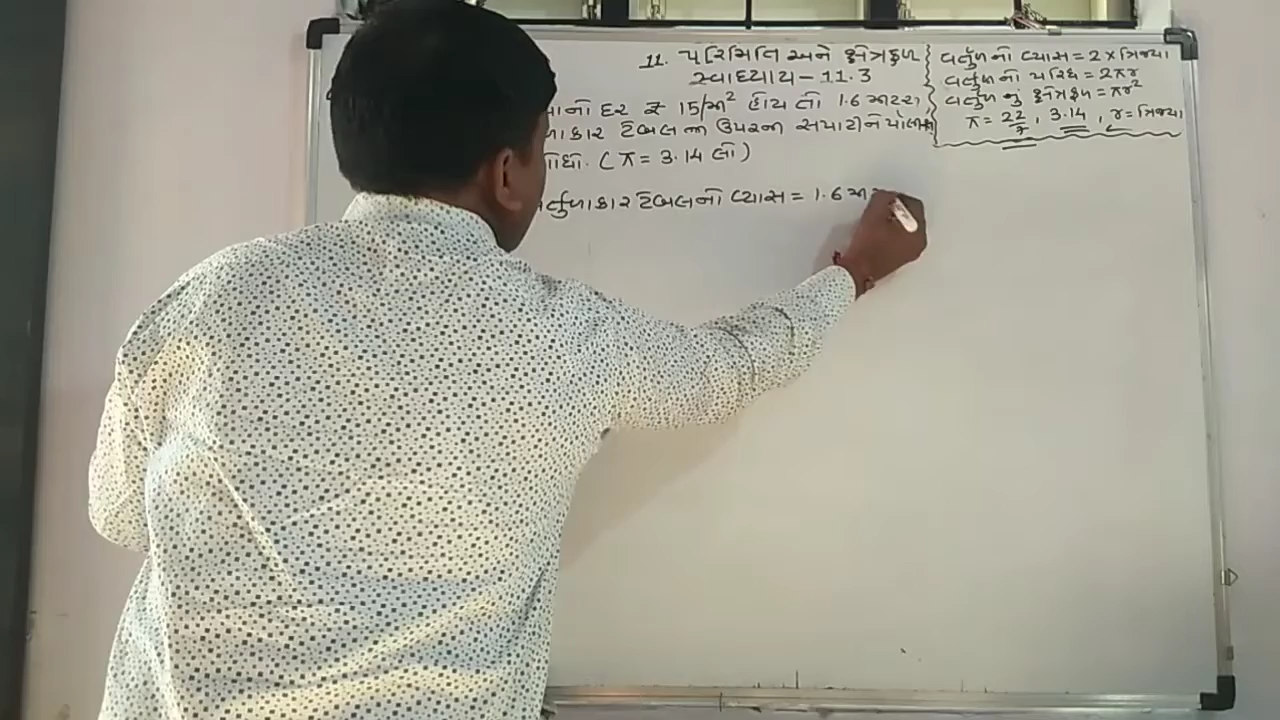 11. પરિમિતિ અને ક્ષેત્રફળ
સ્વાધ્યાય - 11.3
નો દર ₹ 15/મી² હોય તો 1.6 મીટર
કાર ટેબલ ના ઉપરની સપાટીને પોલીશ
(π = 3.14 લો)
વર્તુળાકાર ટેબલનો વ્યાસ = 1.6 મી
વર્તુળનો વ્યાસ = 2 × ત્રિજ્યા
વર્તુળનો પરિઘ = 2πr
વર્તુળનું ક્ષેત્રફળ = πr²
π = 22/7 , 3.14 , r = ત્રિજ્યા